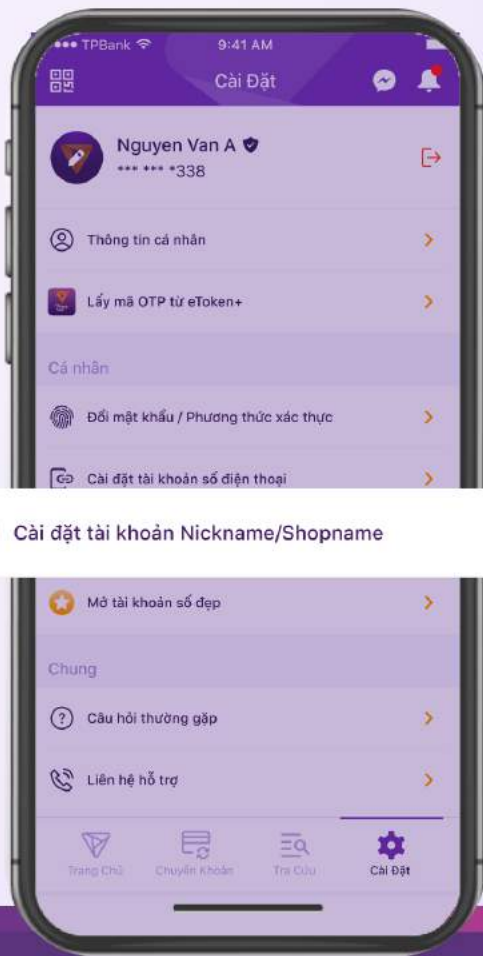 TPBank
9:41 AM
Cài Đặt
Nguyen Van A
*** *** *338
Thông tin cá nhân
Lấy mã OTP từ eToken+
Cá nhân
Đổi mật khẩu / Phương thức xác thực
Cài đặt tài khoản số điện thoại
Cài đặt tài khoản Nickname/Shopname
Mở tài khoản số đẹp
Chung
Câu hỏi thường gặp
Liên hệ hỗ trợ
Trang Chủ
Chuyển Khoản
Tra Cứu
Cài Đặt